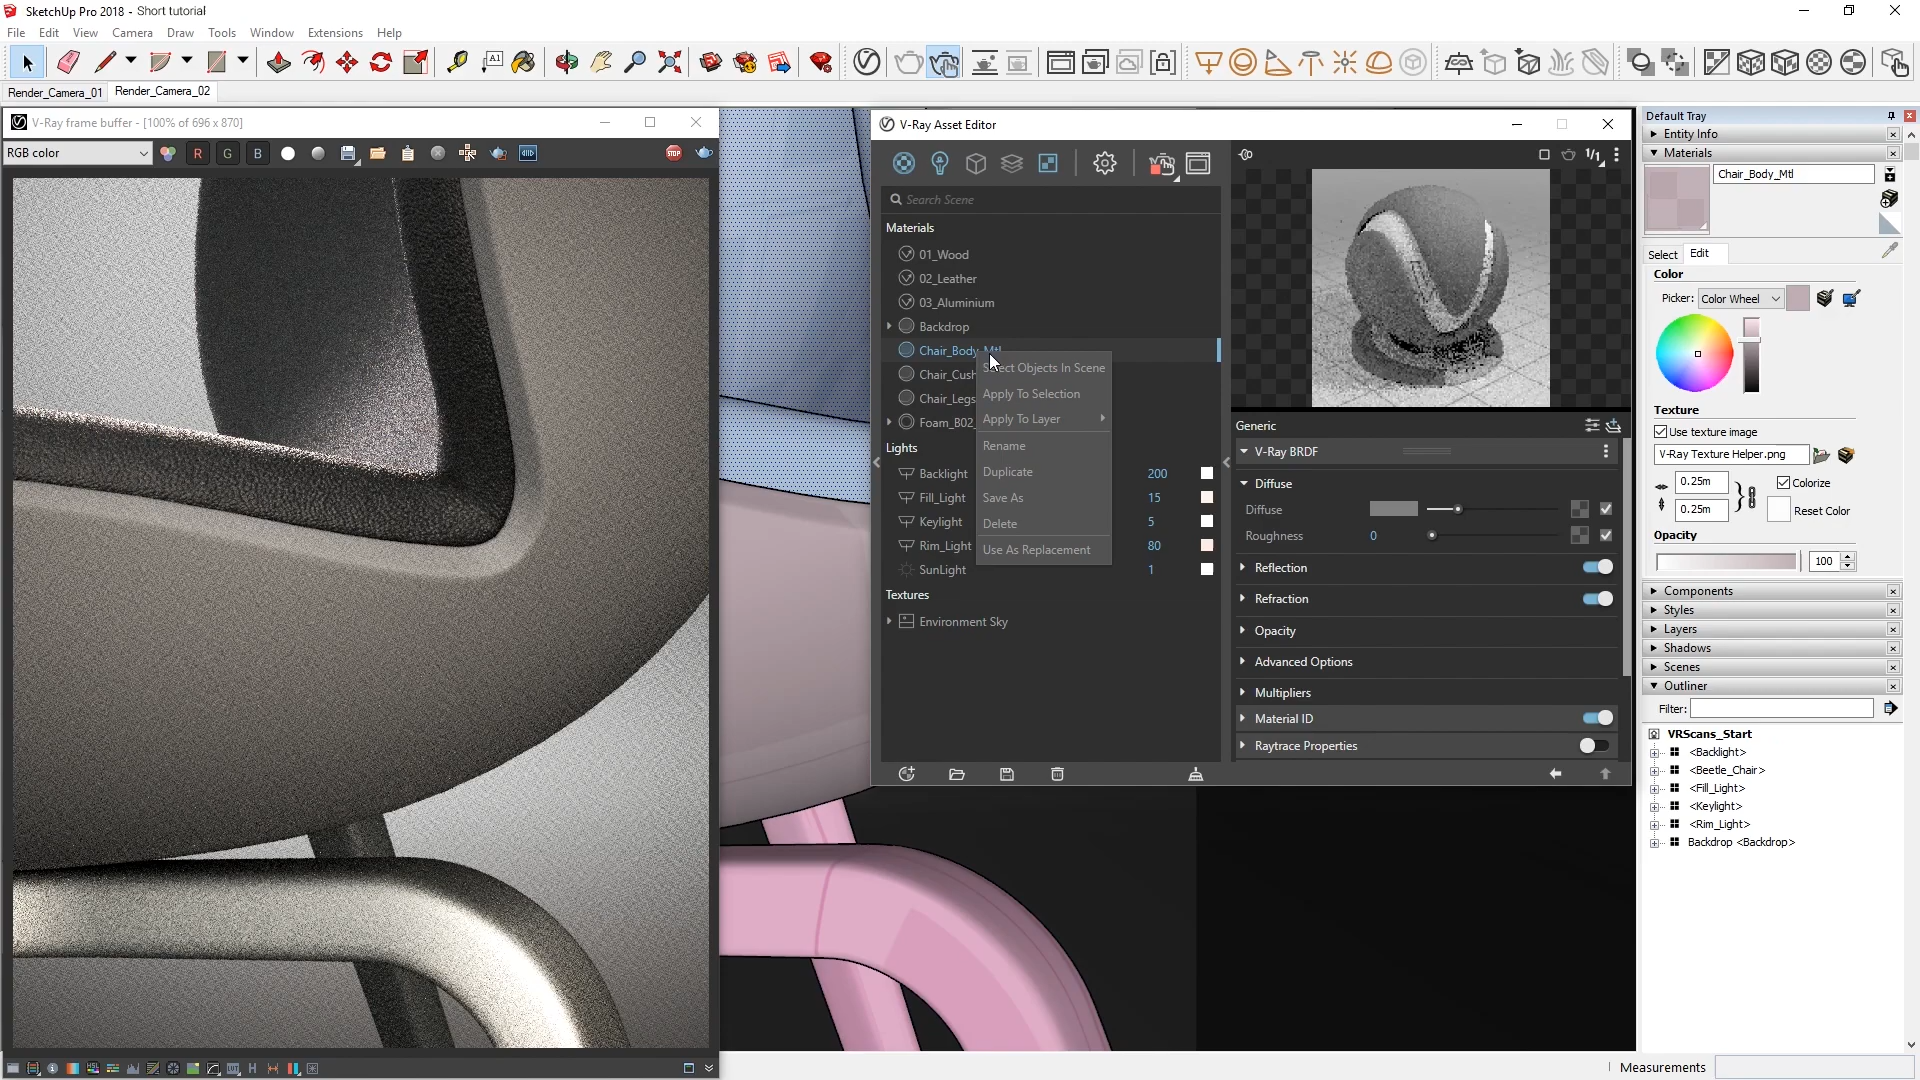 SketchUp Pro 2018 - Short tutorial
File Edit View Camera Draw Tools Window Extensions Help
Render_Camera_01 Render_Camera_02
V-Ray frame buffer - [100% of 696 x 870]
RGB color
R G B
STOP
V-Ray Asset Editor
Search Scene
Materials
01_Wood
02_Leather
03_Aluminium
Backdrop
Chair_Body_Mtl
Chair_Cush
Chair_Legs
Foam_B02_
Lights
Backlight 200
Fill_Light 15
Keylight 5
Rim_Light 80
SunLight 1
Textures
Environment Sky
Select Objects In Scene
Apply To Selection
Apply To Layer
Rename
Duplicate
Save As
Delete
Use As Replacement
1/1
Generic
V-Ray BRDF
Diffuse
Diffuse
Roughness 0
Reflection
Refraction
Opacity
Advanced Options
Multipliers
Material ID
Raytrace Properties
Default Tray
Entity Info
Materials
Chair_Body_Mtl
Select Edit
Color
Picker: Color Wheel
Texture
Use texture image
V-Ray Texture Helper.png
0.25m Colorize
0.25m Reset Color
Opacity
100
Components
Styles
Layers
Shadows
Scenes
Outliner
Filter:
VRScans_Start
<Backlight>
<Beetle_Chair>
<Fill_Light>
<Keylight>
<Rim_Light>
Backdrop <Backdrop>
Measurements